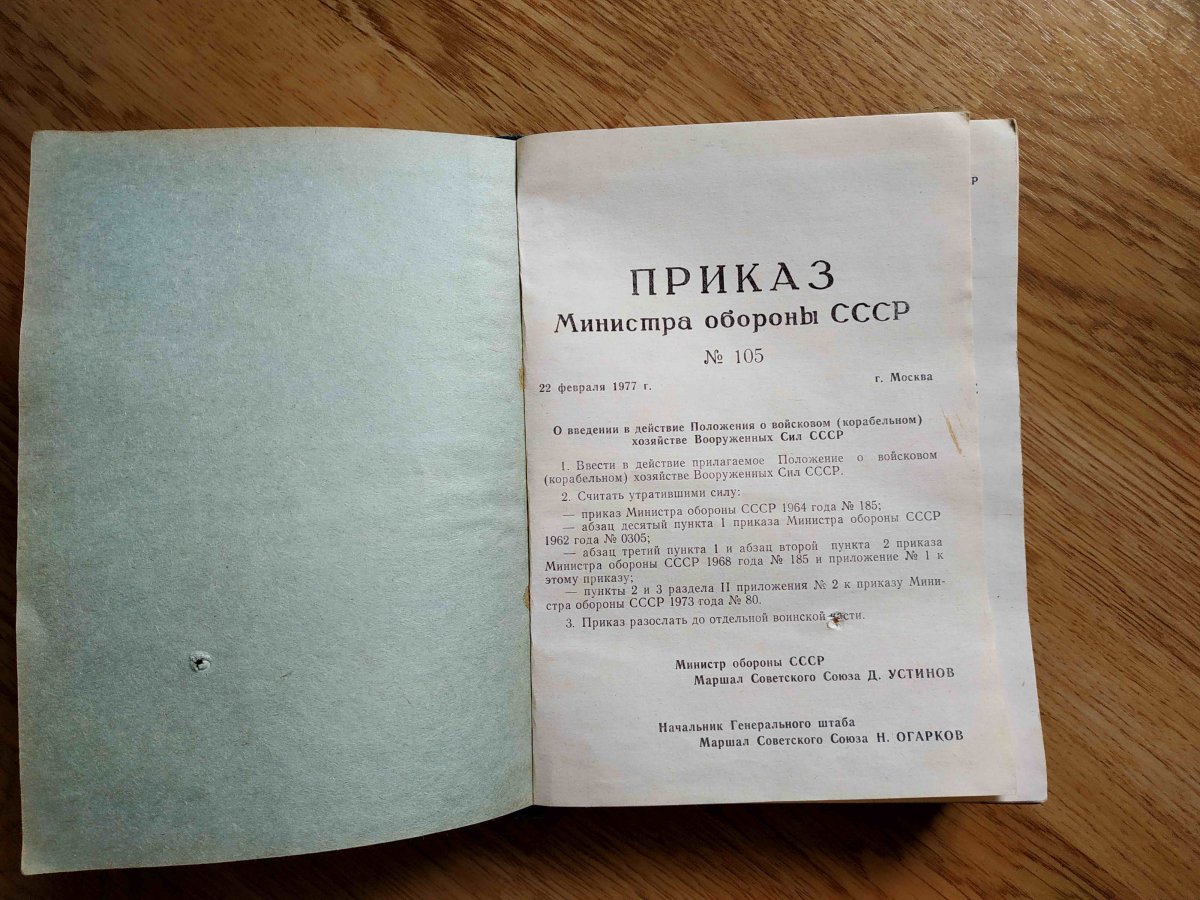 ПРИКАЗ
Министра обороны СССР
№ 105
22 февраля 1977 г.
г. Москва
О введении в действие Положения о войсковом (корабельном)
хозяйстве Вооруженных Сил СССР
1. Ввести в действие прилагаемое Положение о войсковом
(корабельном) хозяйстве Вооруженных Сил СССР.
2. Считать утратившими силу:
— приказ Министра обороны СССР 1964 года № 185;
— абзац десятый пункта 1 приказа Министра обороны СССР
1962 года № 0305;
— абзац третий пункта 1 и абзац второй пункта 2 приказа
Министра обороны СССР 1968 года № 185 и приложение № 1 к
этому приказу;
— пункты 2 и 3 раздела II приложения № 2 к приказу Мини-
стра обороны СССР 1973 года № 80.
3. Приказ разослать до отдельной воинской части.
Министр обороны СССР
Маршал Советского Союза Д. УСТИНОВ
Начальник Генерального штаба
Маршал Советского Союза Н. ОГАРКОВ
Р